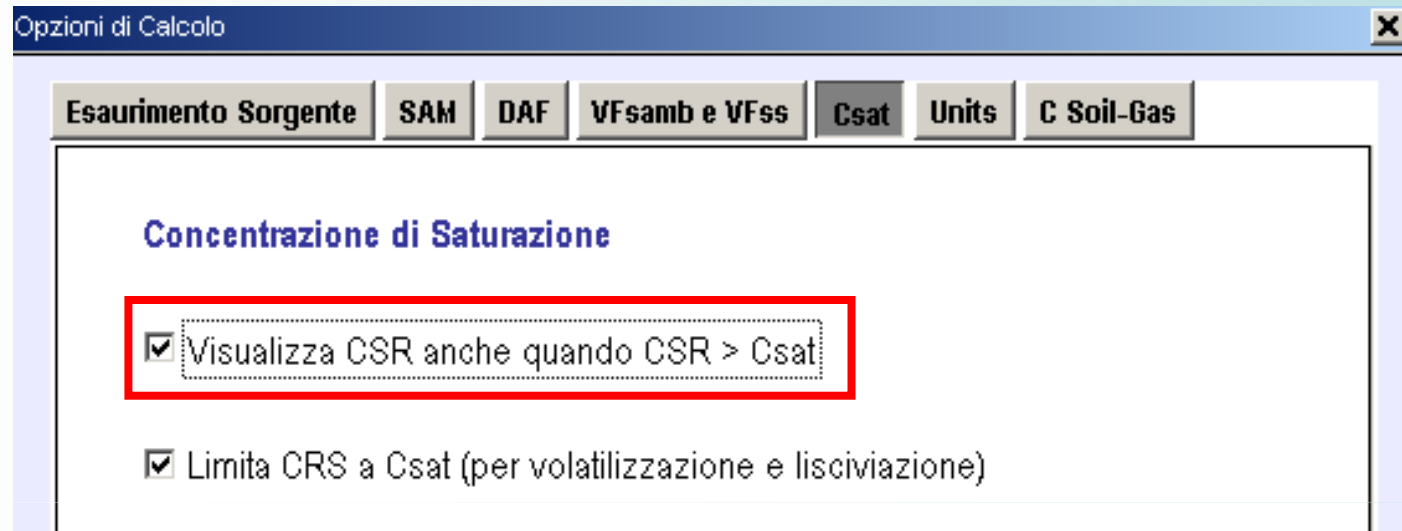 Opzioni di Calcolo
Esaurimento Sorgente SAM DAF VFsamb e VFss Csat Units C Soil-Gas
Concentrazione di Saturazione
Visualizza CSR anche quando CSR > Csat
Limita CRS a Csat (per volatilizzazione e lisciviazione)